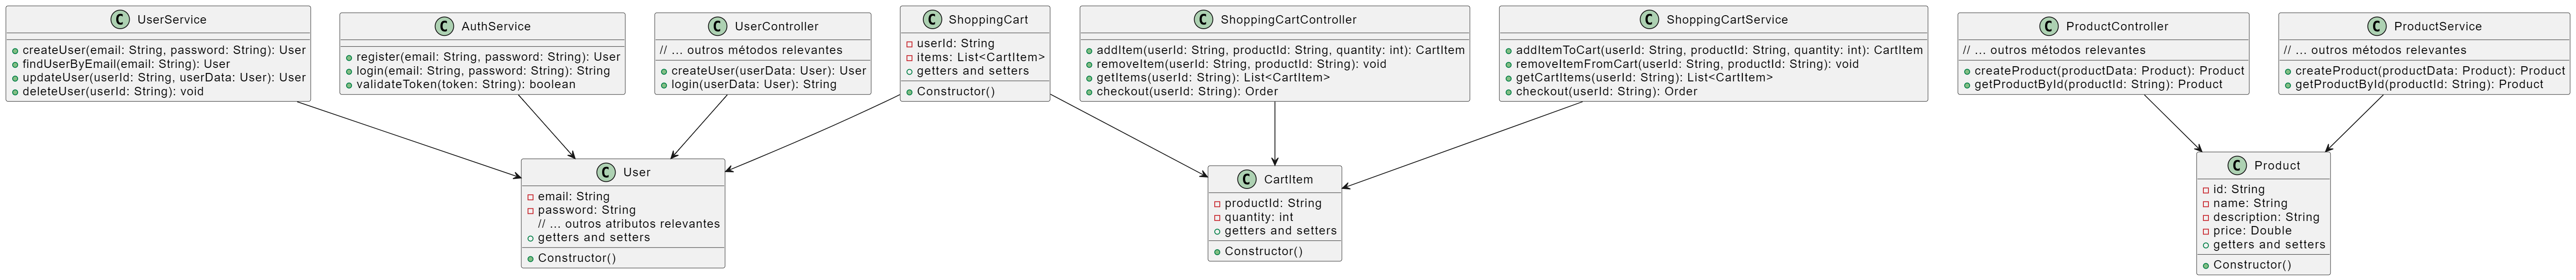 C UserService
createUser(email: String, password: String): User
findUserByEmail(email: String): User
updateUser(userId: String, userData: User): User
deleteUser(userId: String): void
C AuthService
register(email: String, password: String): User
login(email: String, password: String): String
validateToken(token: String): boolean
C UserController
// ... outros métodos relevantes
createUser(userData: User): User
login(userData: User): String
C ShoppingCart
userId: String
items: List<CartItem>
getters and setters
Constructor()
C ShoppingCartController
addItem(userId: String, productId: String, quantity: int): CartItem
removeItem(userId: String, productId: String): void
getItems(userId: String): List<CartItem>
checkout(userId: String): Order
C ShoppingCartService
addItemToCart(userId: String, productId: String, quantity: int): CartItem
removeItemFromCart(userId: String, productId: String): void
getCartItems(userId: String): List<CartItem>
checkout(userId: String): Order
C ProductController
// ... outros métodos relevantes
createProduct(productData: Product): Product
getProductById(productId: String): Product
C ProductService
// ... outros métodos relevantes
createProduct(productData: Product): Product
getProductById(productId: String): Product
C User
email: String
password: String
// ... outros atributos relevantes
getters and setters
Constructor()
C CartItem
productId: String
quantity: int
getters and setters
Constructor()
C Product
id: String
name: String
description: String
price: Double
getters and setters
Constructor()